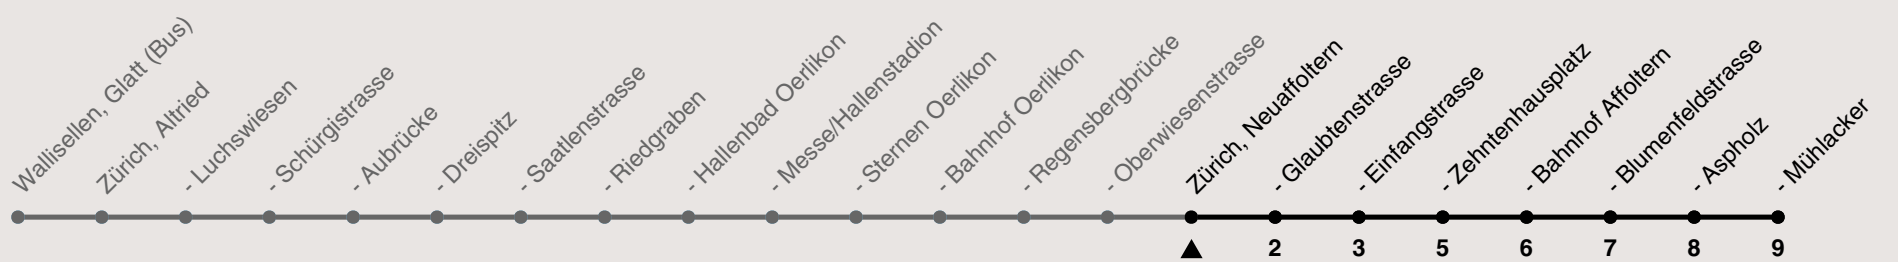 Wallisellen, Glatt (Bus)
Zürich, Altried
- Luchswiesen
- Schürgistrasse
- Aubrücke
- Dreispitz
- Saatlenstrasse
- Riedgraben
- Hallenbad Oerlikon
- Messe/Hallenstadion
- Sternen Oerlikon
- Bahnhof Oerlikon
- Regensbergbrücke
- Oberwiesenstrasse
Zürich, Neuaffoltern
- Glaubtenstrasse
- Einfangstrasse
- Zehntenhausplatz
- Bahnhof Affoltern
- Blumenfeldstrasse
- Aspholz
- Mühlacker
2 3 5 6 7 8 9